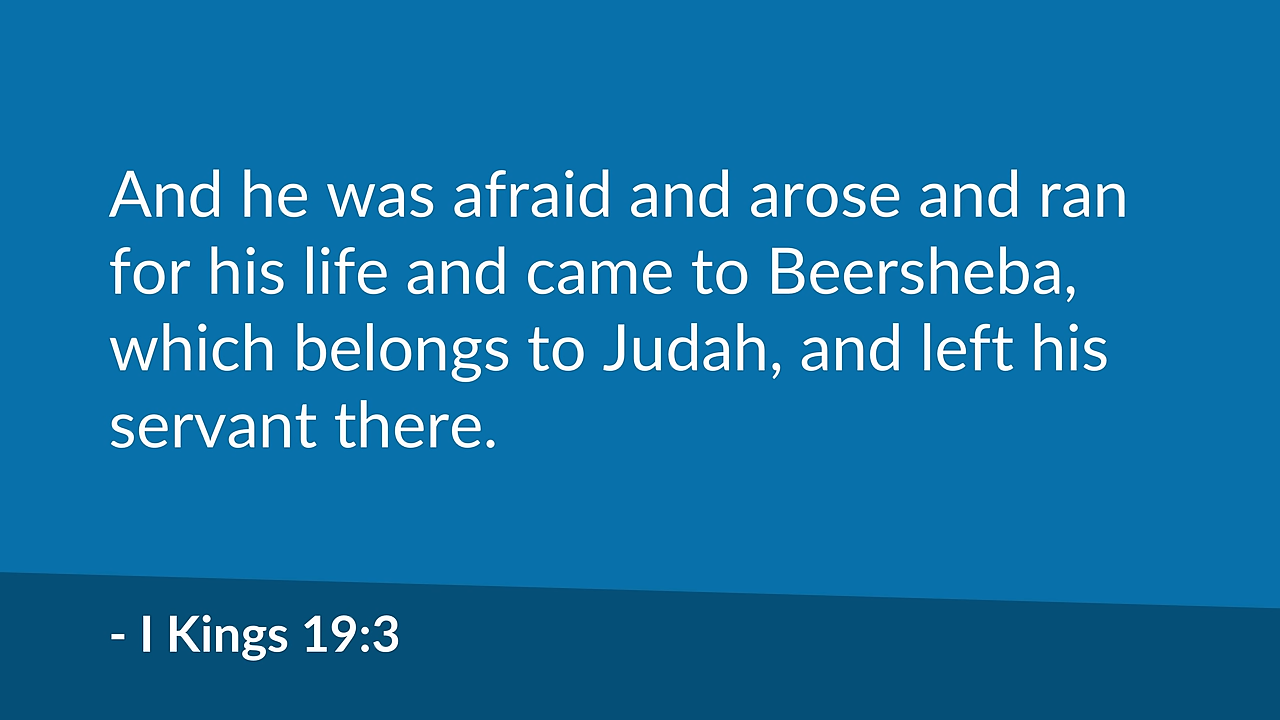 And he was afraid and arose and ran
for his life and came to Beersheba,
which belongs to Judah, and left his
servant there.
- I Kings 19:3